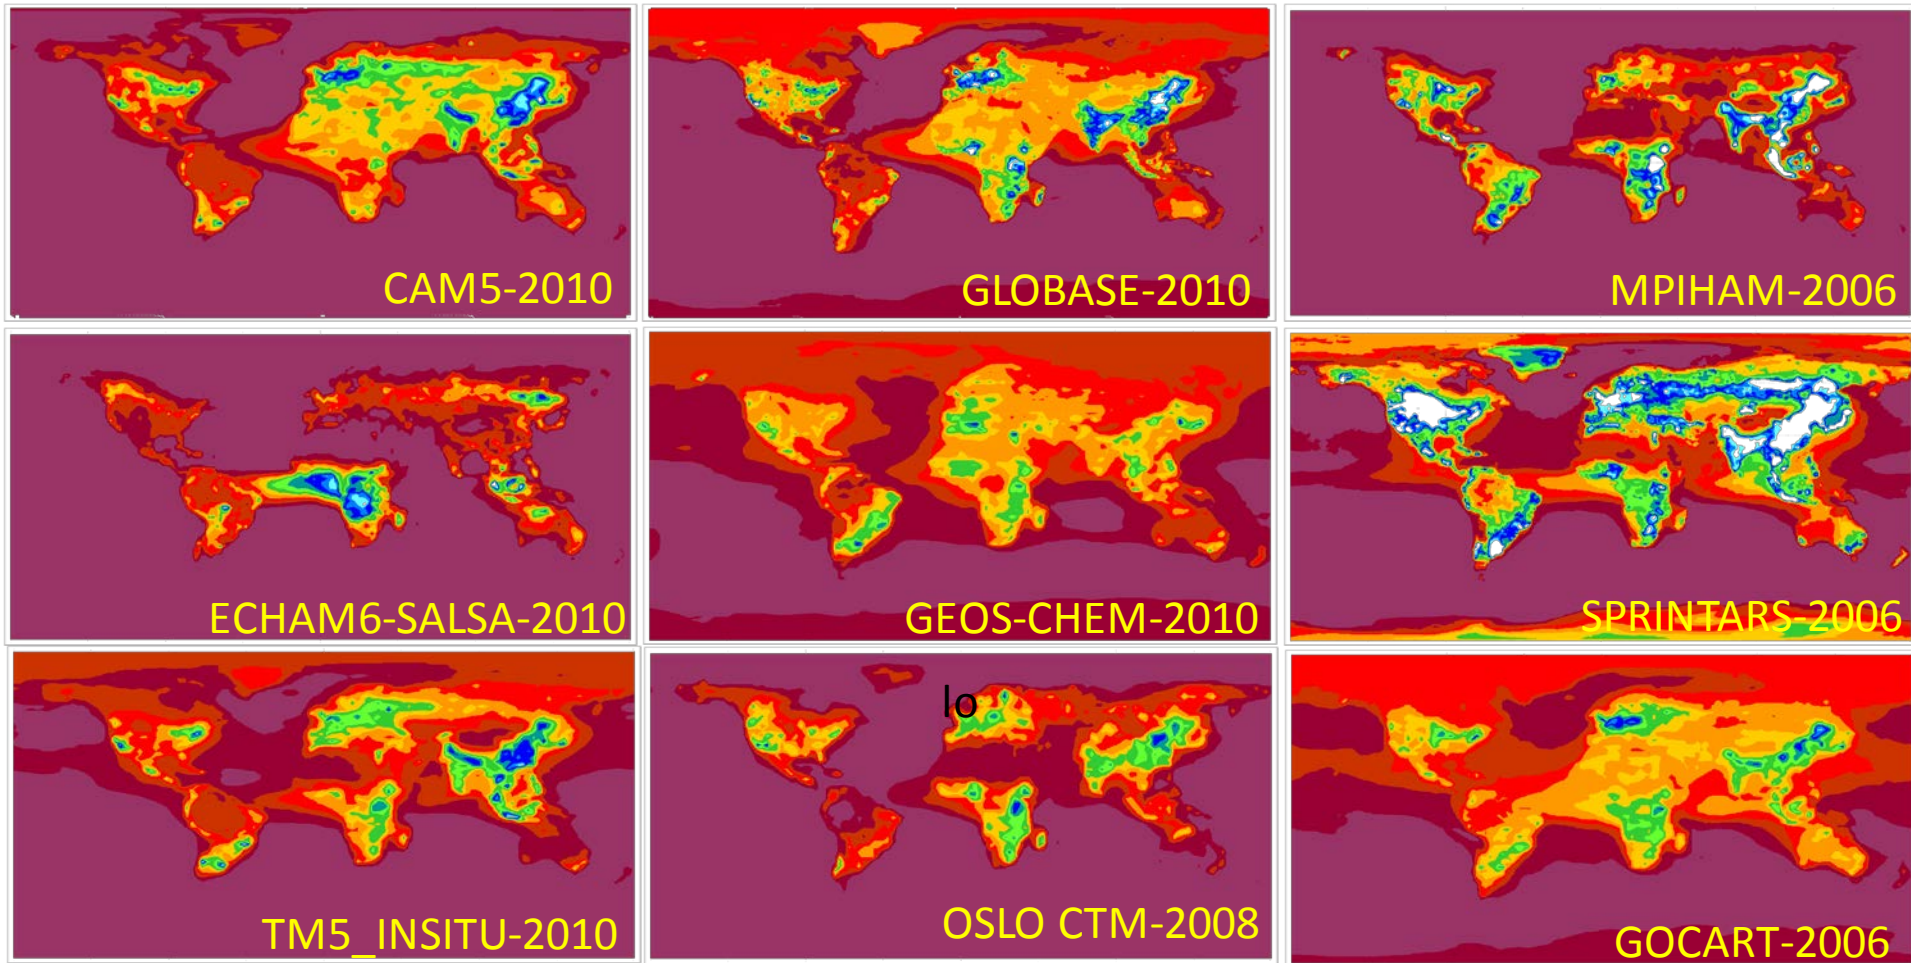 CAM5-2010
GLOBASE-2010
MPIHAM-2006
ECHAM6-SALSA-2010
GEOS-CHEM-2010
SPRINTARS-2006
lo
TM5_INSITU-2010
OSLO CTM-2008
GOCART-2006